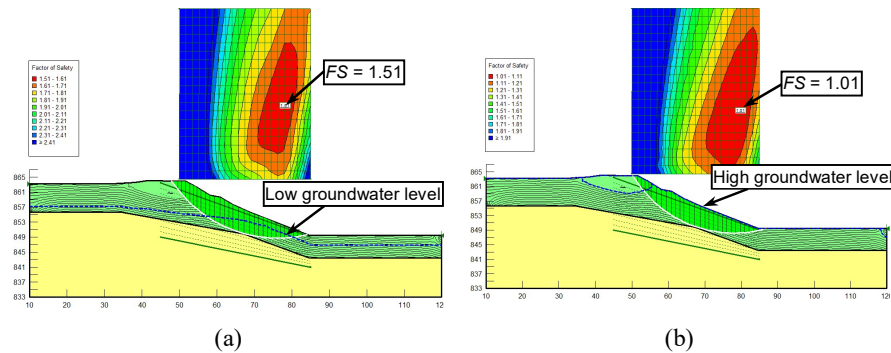 Factor of Safety
1.51 - 1.61
1.61 - 1.71
1.71 - 1.81
1.81 - 1.91
1.91 - 2.01
2.01 - 2.11
2.11 - 2.21
2.21 - 2.31
2.31 - 2.41
≥ 2.41
FS = 1.51
Low groundwater level
865
861
857
853
849
845
841
837
833
10
20
30
40
50
60
70
80
90
100
110
120
(a)
Factor of Safety
1.01 - 1.11
1.11 - 1.21
1.21 - 1.31
1.31 - 1.41
1.41 - 1.51
1.51 - 1.61
1.61 - 1.71
1.71 - 1.81
1.81 - 1.91
≥ 1.91
FS = 1.01
1.01
High groundwater level
865
861
857
853
849
845
841
837
833
10
20
30
40
50
60
70
80
90
100
110
120
(b)